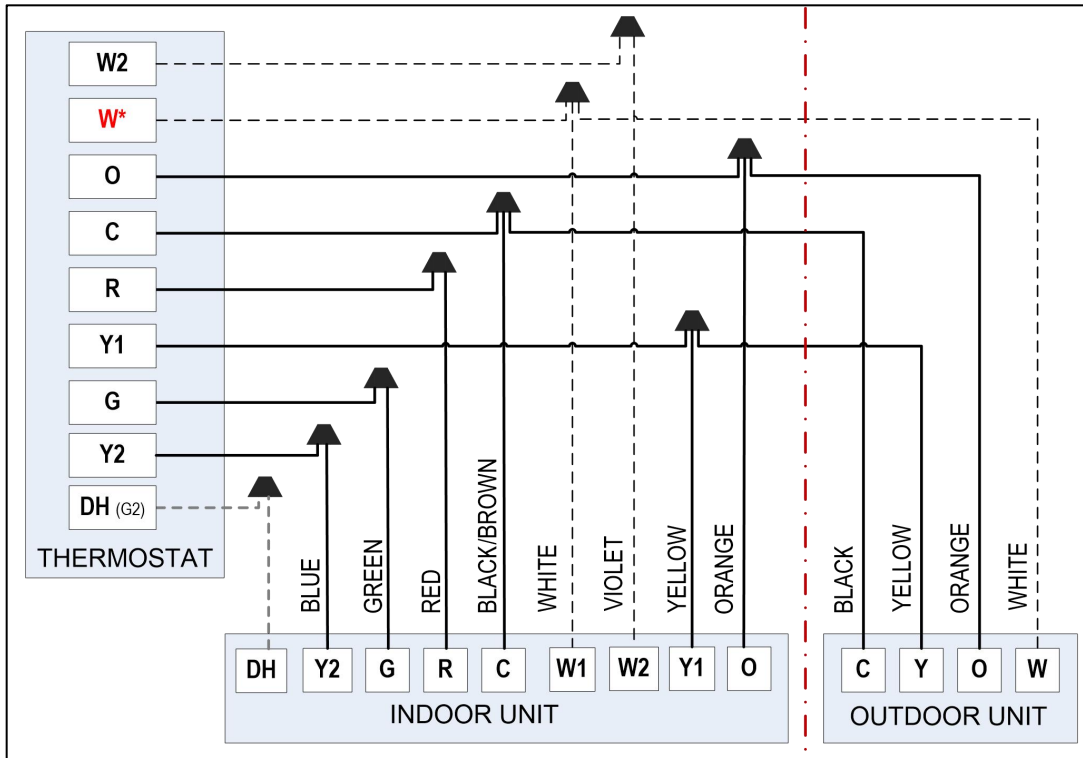 W2
W*
O
C
R
Y1
G
Y2
DH (G2)
THERMOSTAT
BLUE
GREEN
RED
BLACK/BROWN
WHITE
VIOLET
YELLOW
ORANGE
BLACK
YELLOW
ORANGE
WHITE
DH Y2 G R C W1 W2 Y1 O
INDOOR UNIT
C Y O W
OUTDOOR UNIT